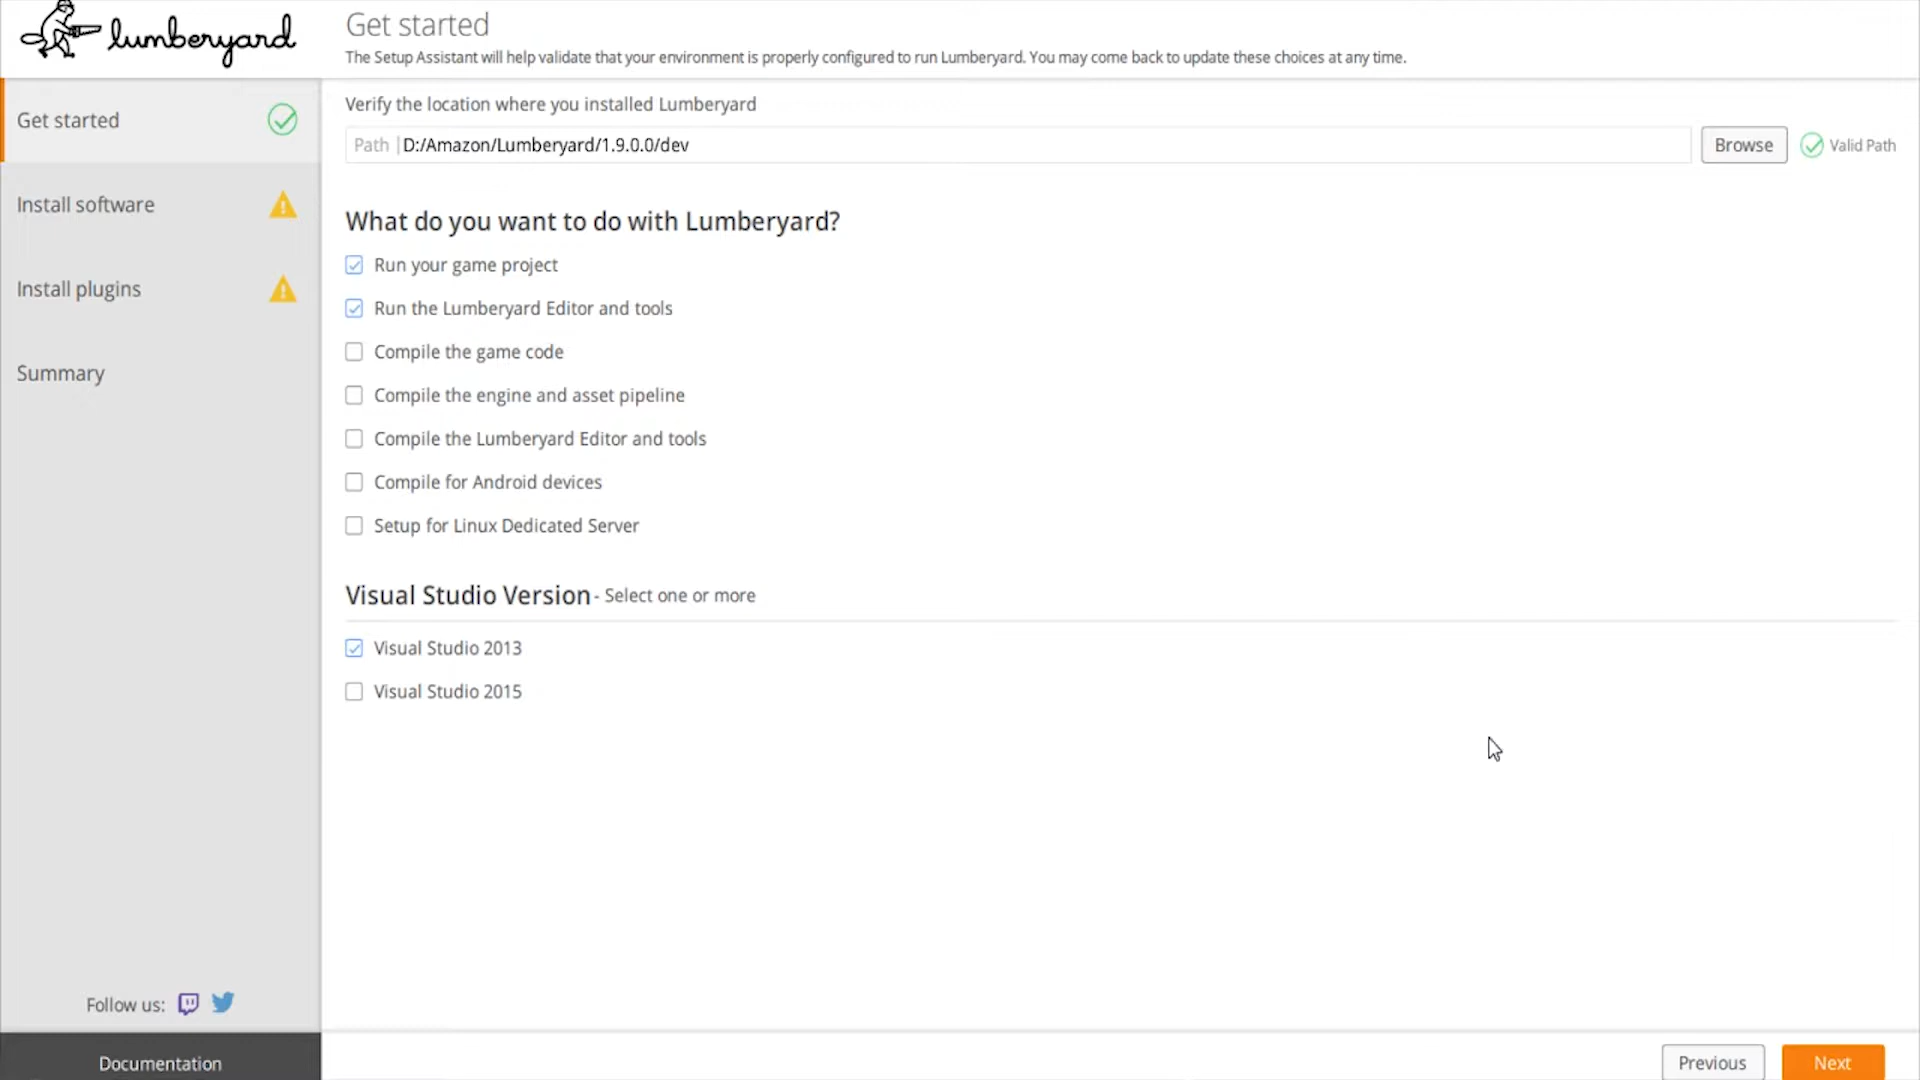 lumberyard
Get started
The Setup Assistant will help validate that your environment is properly configured to run Lumberyard. You may come back to update these choices at any time.
Get started
Install software
Install plugins
Summary
Verify the location where you installed Lumberyard
Path D:/Amazon/Lumberyard/1.9.0.0/dev
Browse
Valid Path
What do you want to do with Lumberyard?
Run your game project
Run the Lumberyard Editor and tools
Compile the game code
Compile the engine and asset pipeline
Compile the Lumberyard Editor and tools
Compile for Android devices
Setup for Linux Dedicated Server
Visual Studio Version - Select one or more
Visual Studio 2013
Visual Studio 2015
Follow us:
Documentation
Previous
Next